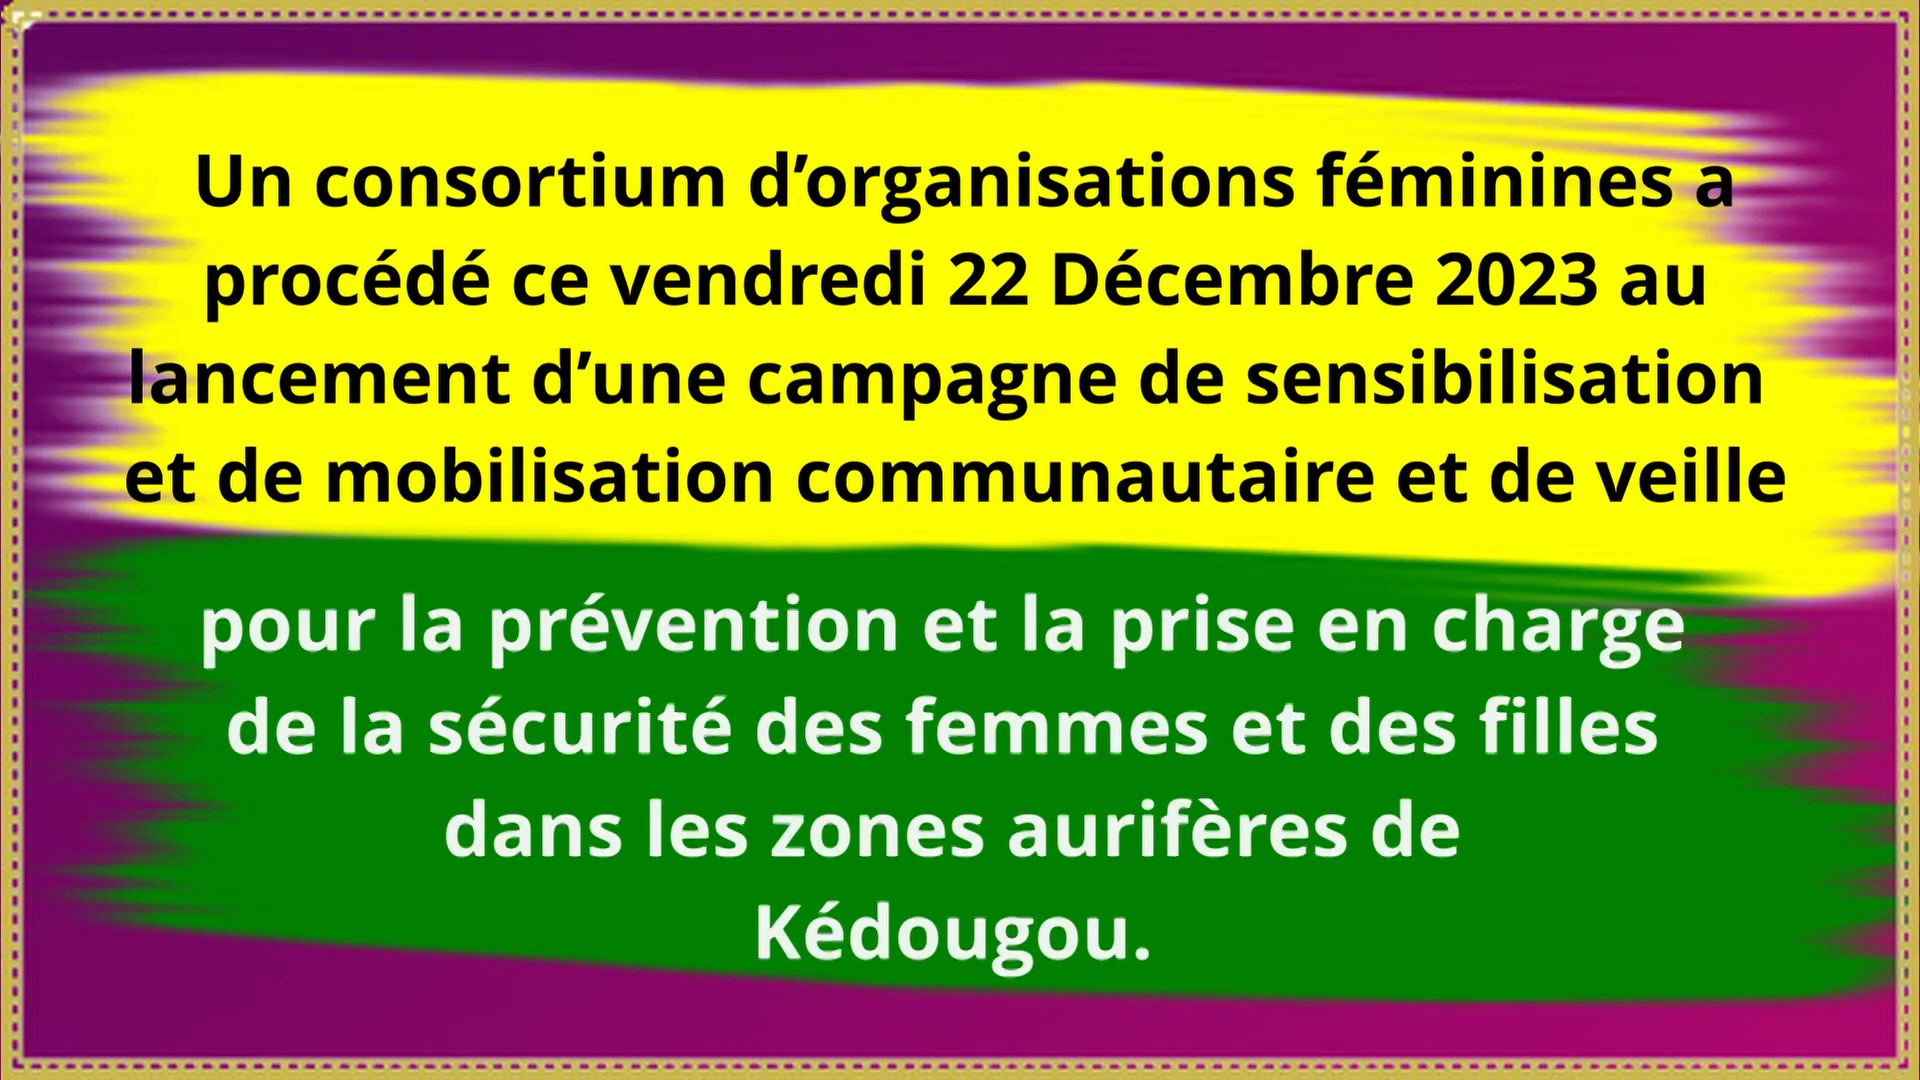 Un consortium d’organisations féminines a
procédé ce vendredi 22 Décembre 2023 au
lancement d’une campagne de sensibilisation
et de mobilisation communautaire et de veille
pour la prévention et la prise en charge
de la sécurité des femmes et des filles
dans les zones aurifères de
Kédougou.